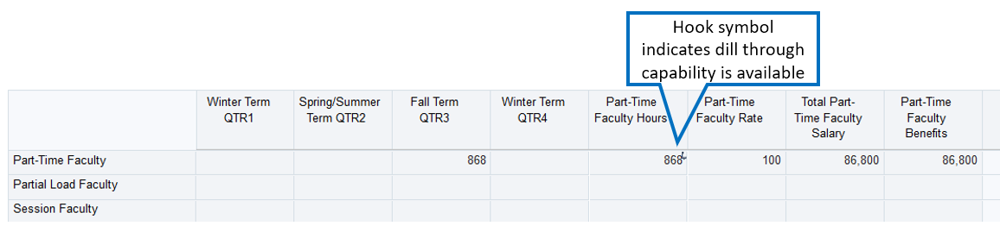 Hook symbol
indicates dill through
capability is available
Winter Term
QTR1
Spring/Summer
Term QTR2
Fall Term
QTR3
Winter Term
QTR4
Part-Time
Faculty Hours
Part-Time
Faculty Rate
Total Part-
Time Faculty
Salary
Part-Time
Faculty
Benefits
Part-Time Faculty 868 868 100 86,800 86,800
Partial Load Faculty
Session Faculty